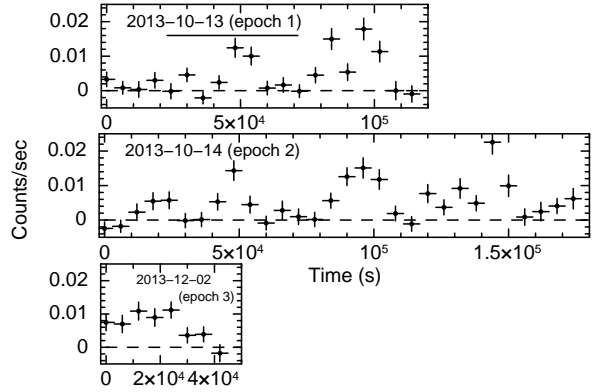 0.02
2013−10−13 (epoch 1)
0.01
0
0 5×10⁴ 10⁵
0.02
2013−10−14 (epoch 2)
0.01
0
Counts/sec
0 5×10⁴ 10⁵ 1.5×10⁵
Time (s)
0.02
2013−12−02
(epoch 3)
0.01
0
0 2×10⁴ 4×10⁴